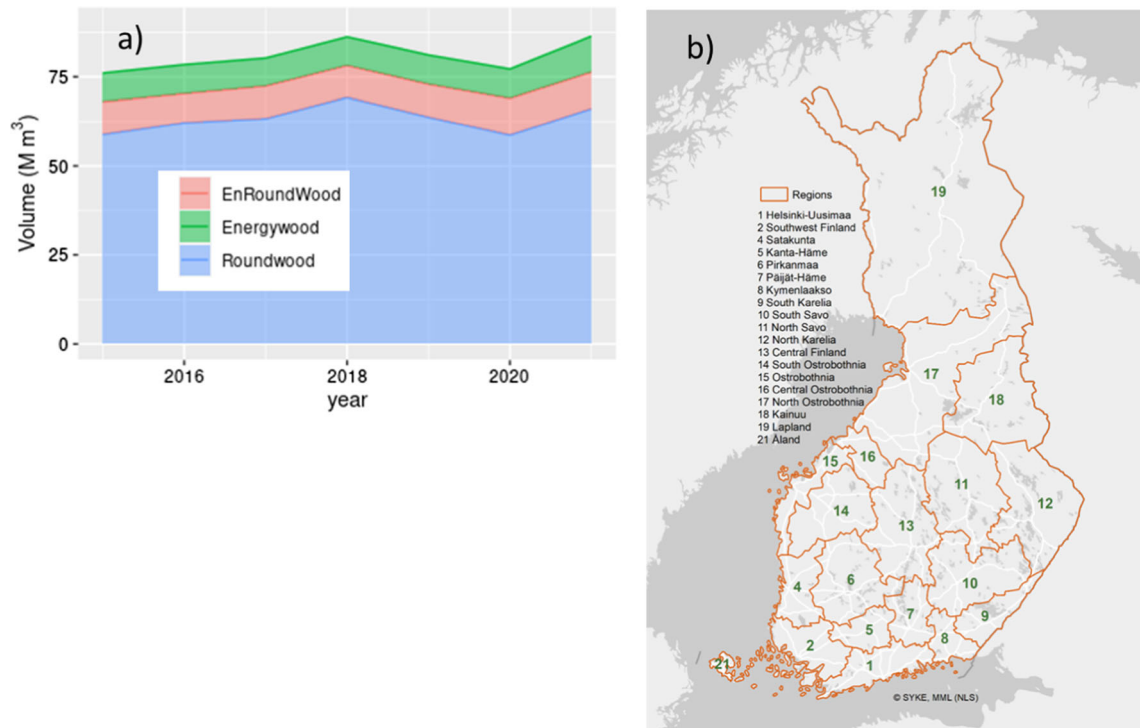 a)
Volume (M m³)
75
50
25
0
EnRoundWood
Energywood
Roundwood
2016
2018
2020
year
b)
Regions
1 Helsinki-Uusimaa
2 Southwest Finland
4 Satakunta
5 Kanta-Häme
6 Pirkanmaa
7 Päijät-Häme
8 Kymenlaakso
9 South Karelia
10 South Savo
11 North Savo
12 North Karelia
13 Central Finland
14 South Ostrobothnia
15 Ostrobothnia
16 Central Ostrobothnia
17 North Ostrobothnia
18 Kainuu
19 Lapland
21 Åland
19
17
18
15
16
11
12
14
13
4
6
10
7
9
5
8
2
1
21
© SYKE, MML (NLS)